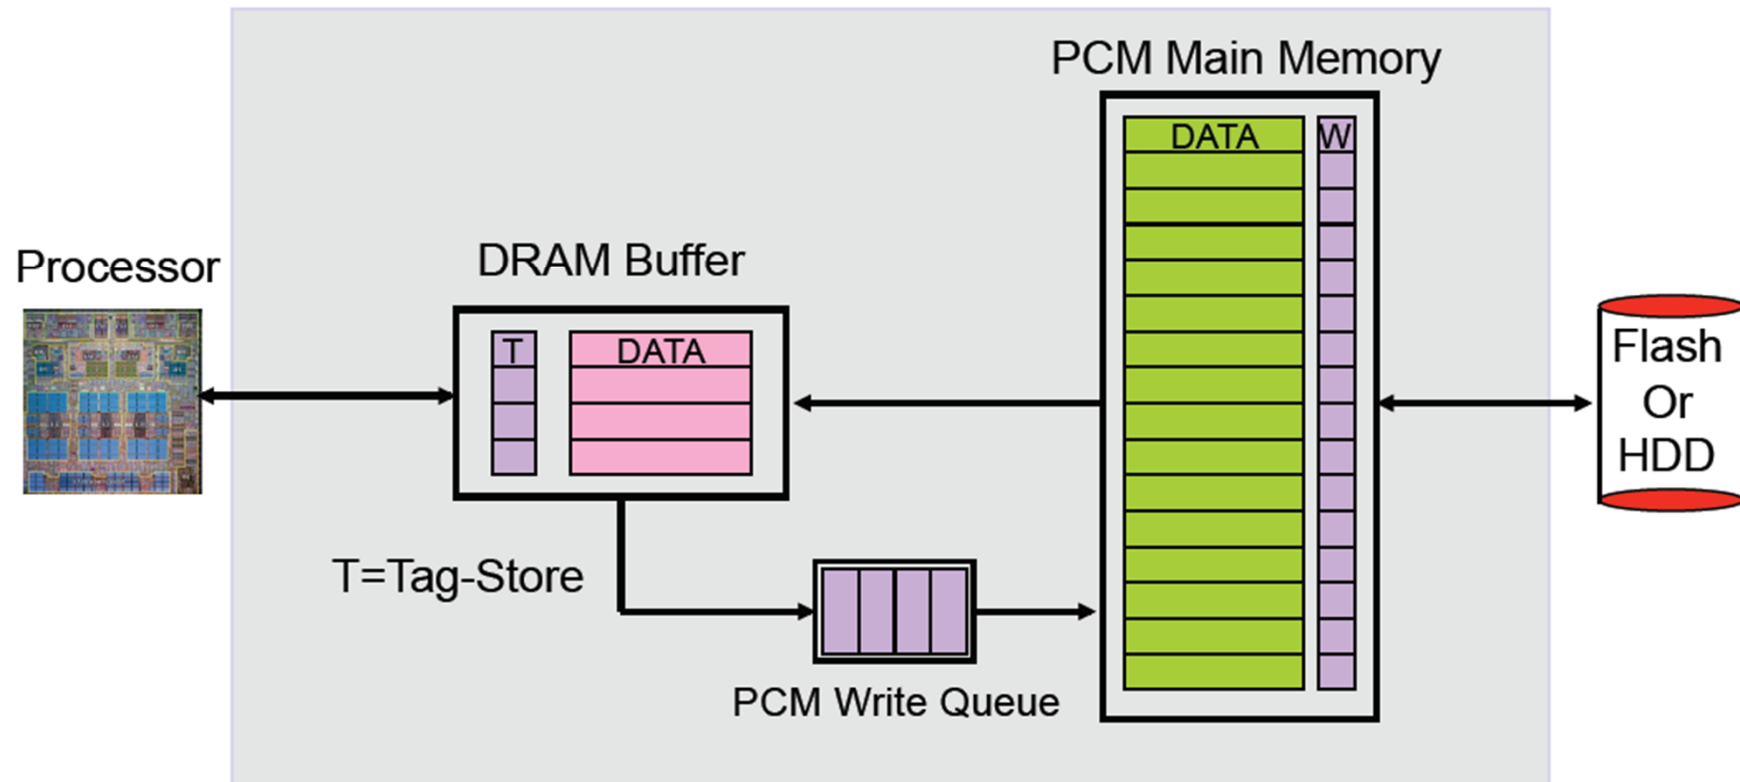 PCM Main Memory
DATA
W
DRAM Buffer
Processor
T
DATA
Flash
Or
HDD
T=Tag-Store
PCM Write Queue